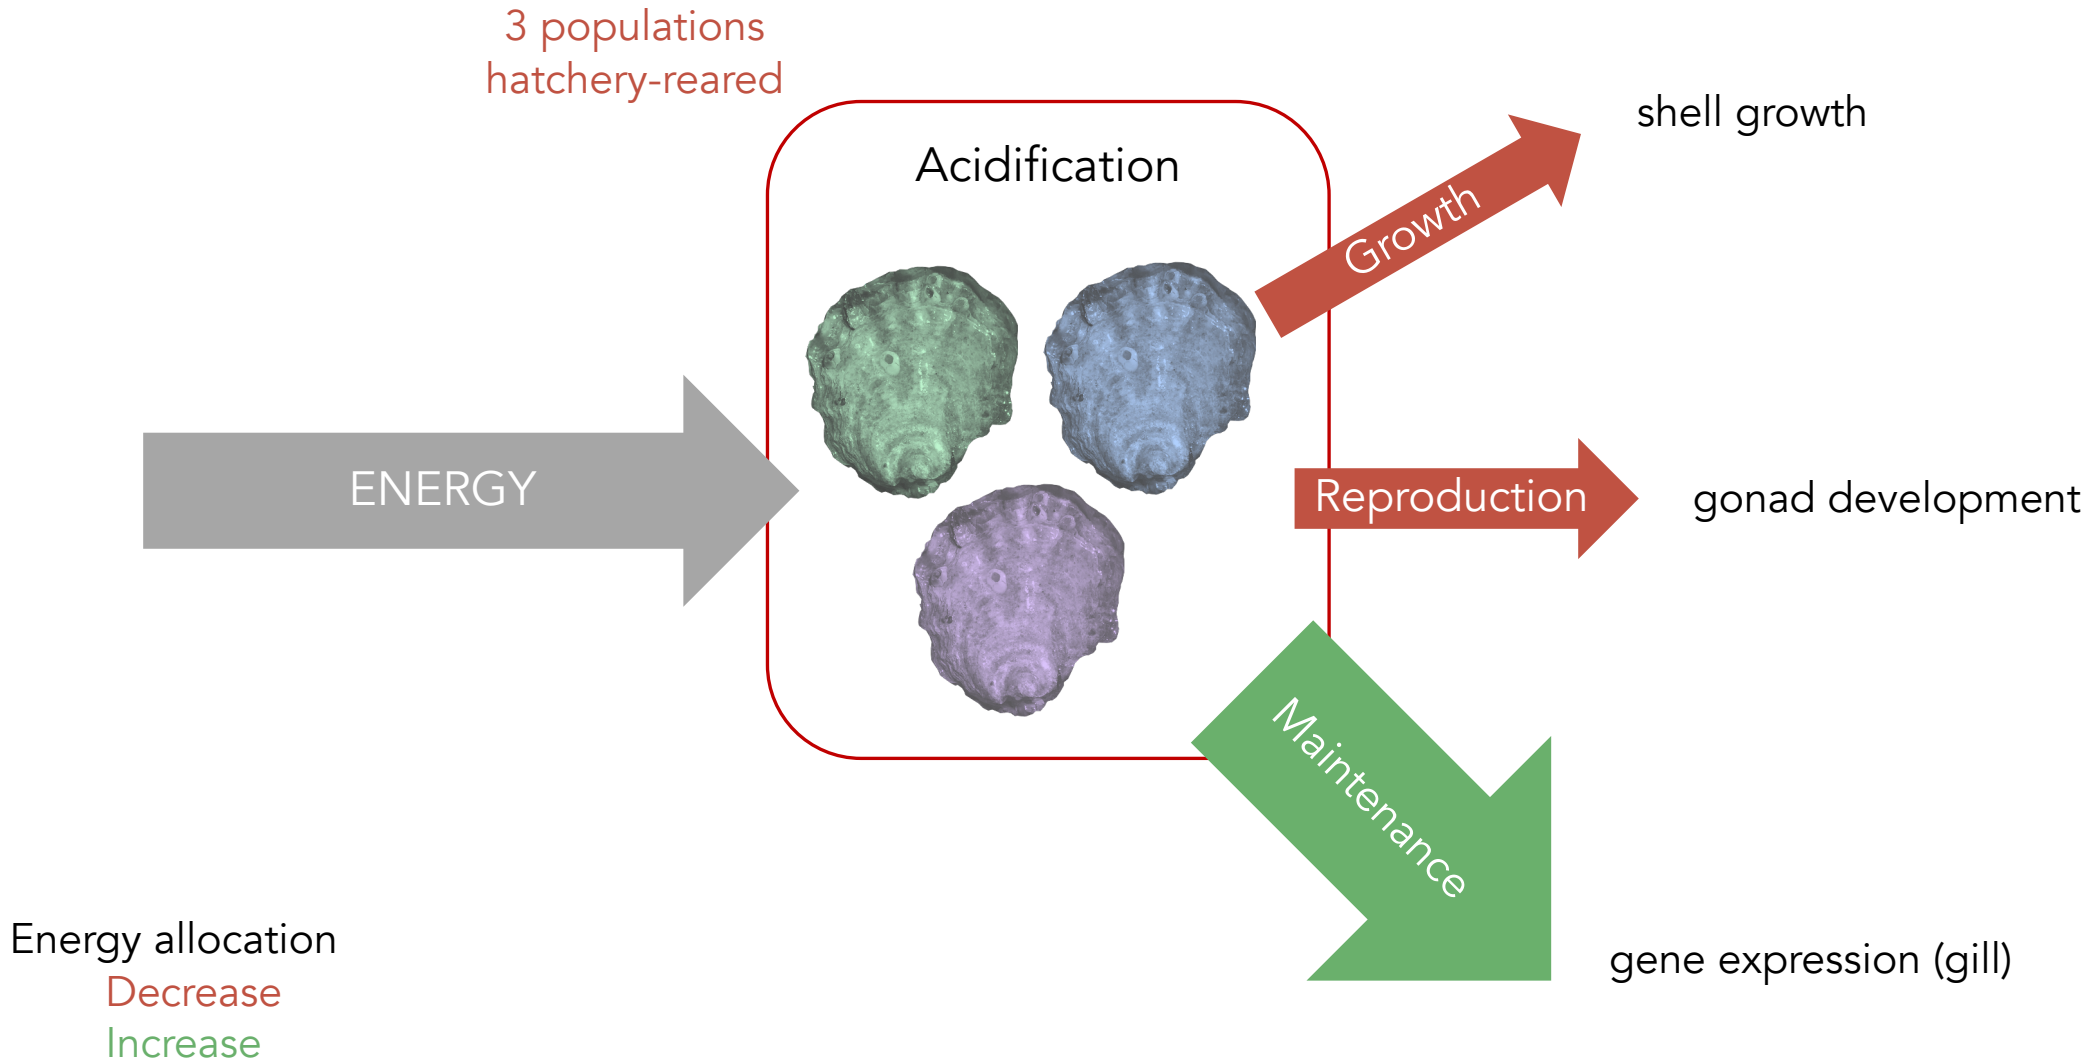 3 populations
hatchery-reared
Acidification
shell growth
Growth
ENERGY
Reproduction
gonad development
Maintenance
gene expression (gill)
Energy allocation
Decrease
Increase